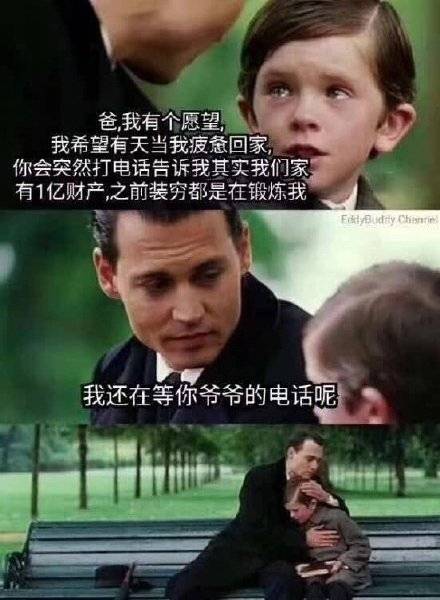 爸,我有个愿望,
我希望有天当我疲惫回家,
你会突然打电话告诉我其实我们家
有1亿财产,之前装穷都是在锻炼我
EddyBuddy Channel
我还在等你爷爷的电话呢